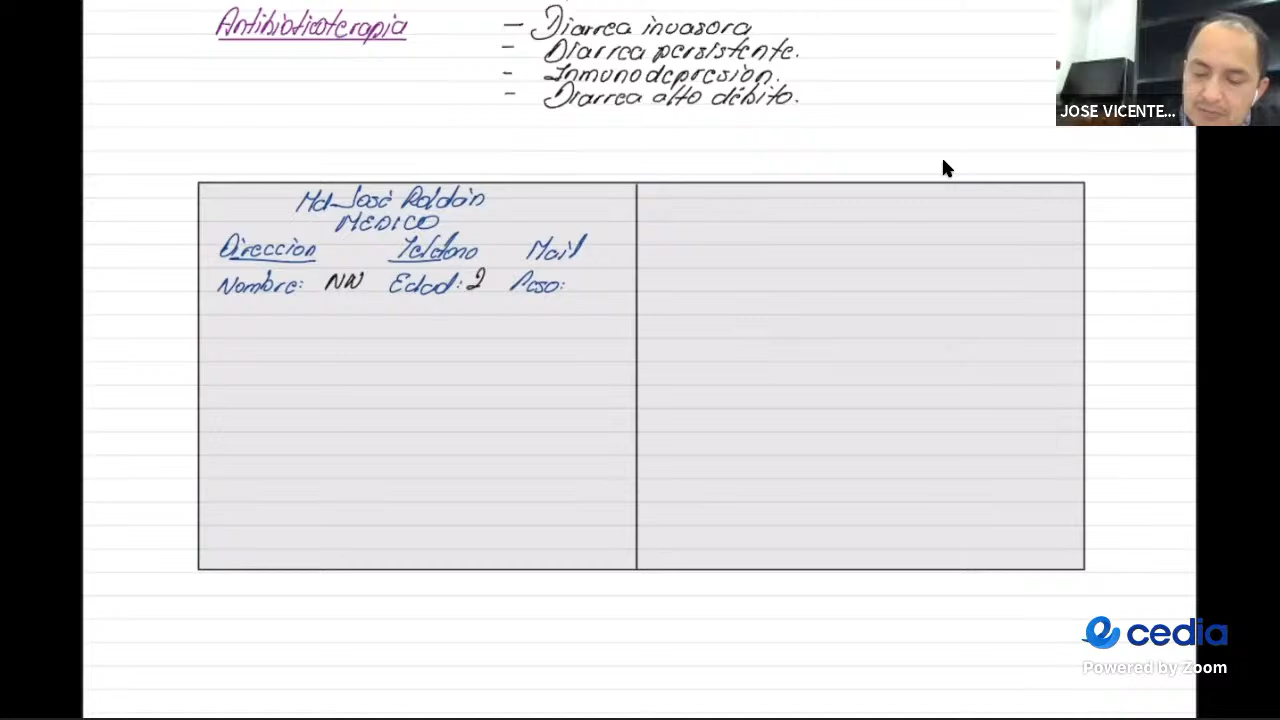 Antibioticoterapia
- Diarrea invasora
- Diarrea persistente.
- Inmunodepresion.
- Diarrea alto débito.
JOSE VICENTE...
Md. José Roldán
MEDICO
Dirección Teléfono Mail
Nombre: NN Edad: 2 Peso:
cedia
Powered by Zoom